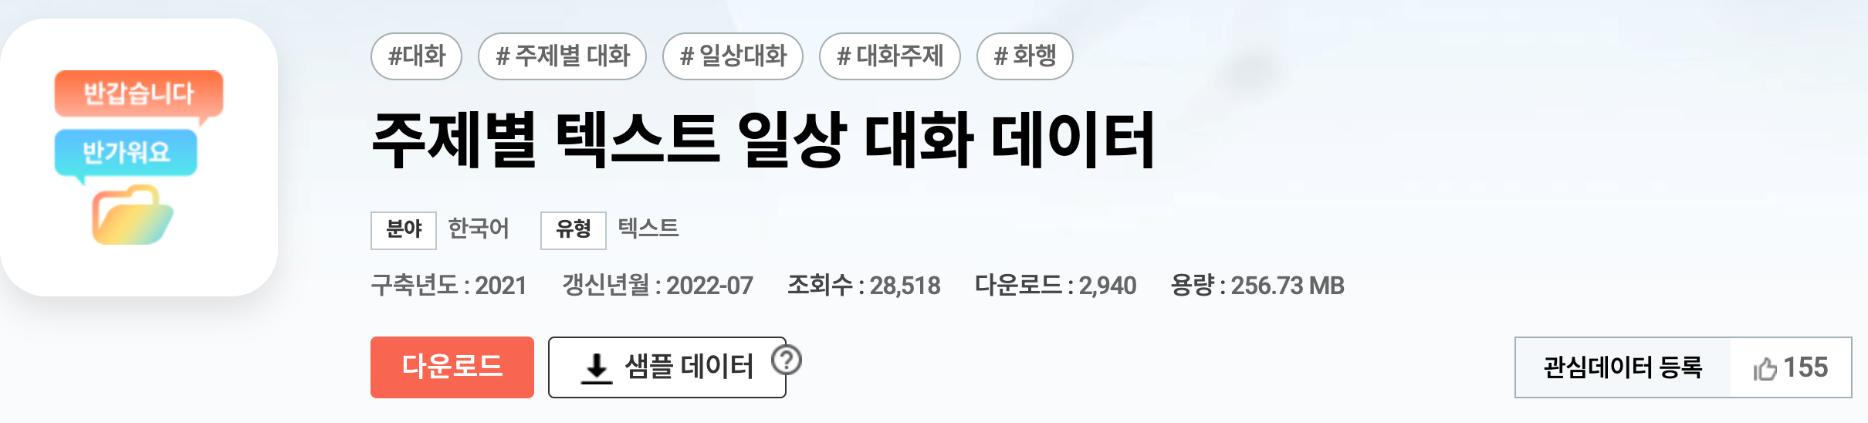 반갑습니다
반가워요
#대화 # 주제별 대화 # 일상대화 # 대화주제 # 화행
주제별 텍스트 일상 대화 데이터
분야 한국어 유형 텍스트
구축년도 : 2021 갱신년월 : 2022-07 조회수 : 28,518 다운로드 : 2,940 용량 : 256.73 MB
다운로드 샘플 데이터 ? 관심데이터 등록 155